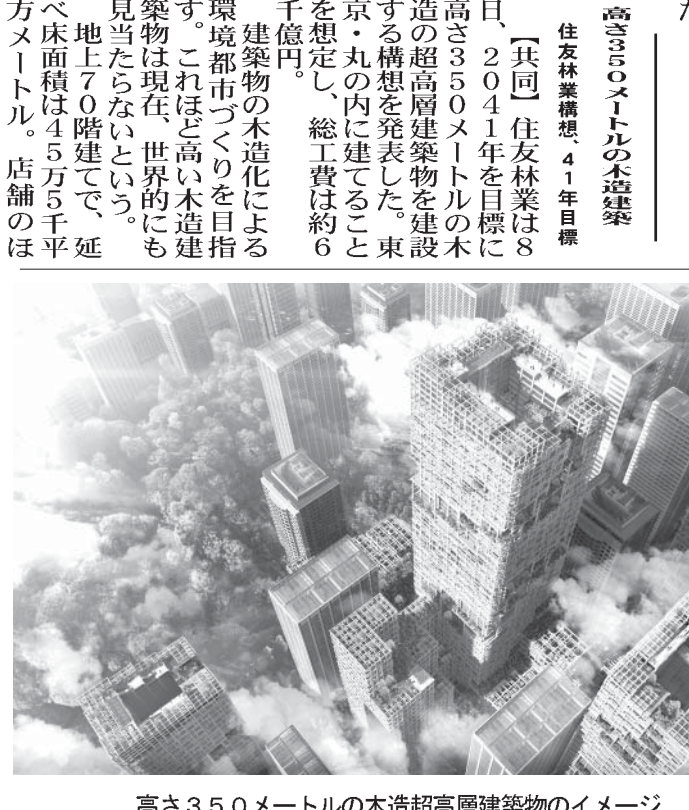 高さ350メートルの木造建築
住友林業構想、41年目標
【共同】住友林業は8
日、2041年を目標に
高さ350メートルの木
造の超高層建築物を建設
する構想を発表した。東
京・丸の内に建てること
を想定し、総工費は約6
千億円。
建築物の木造化による
環境都市づくりを目指
す。これほど高い木造建
築物は現在、世界的にも
見当たらないという。
地上70階建てで、延
べ床面積は45万5千平
方メートル。店舗のほ
高さ350メートルの木造超高層建築物のイメージ